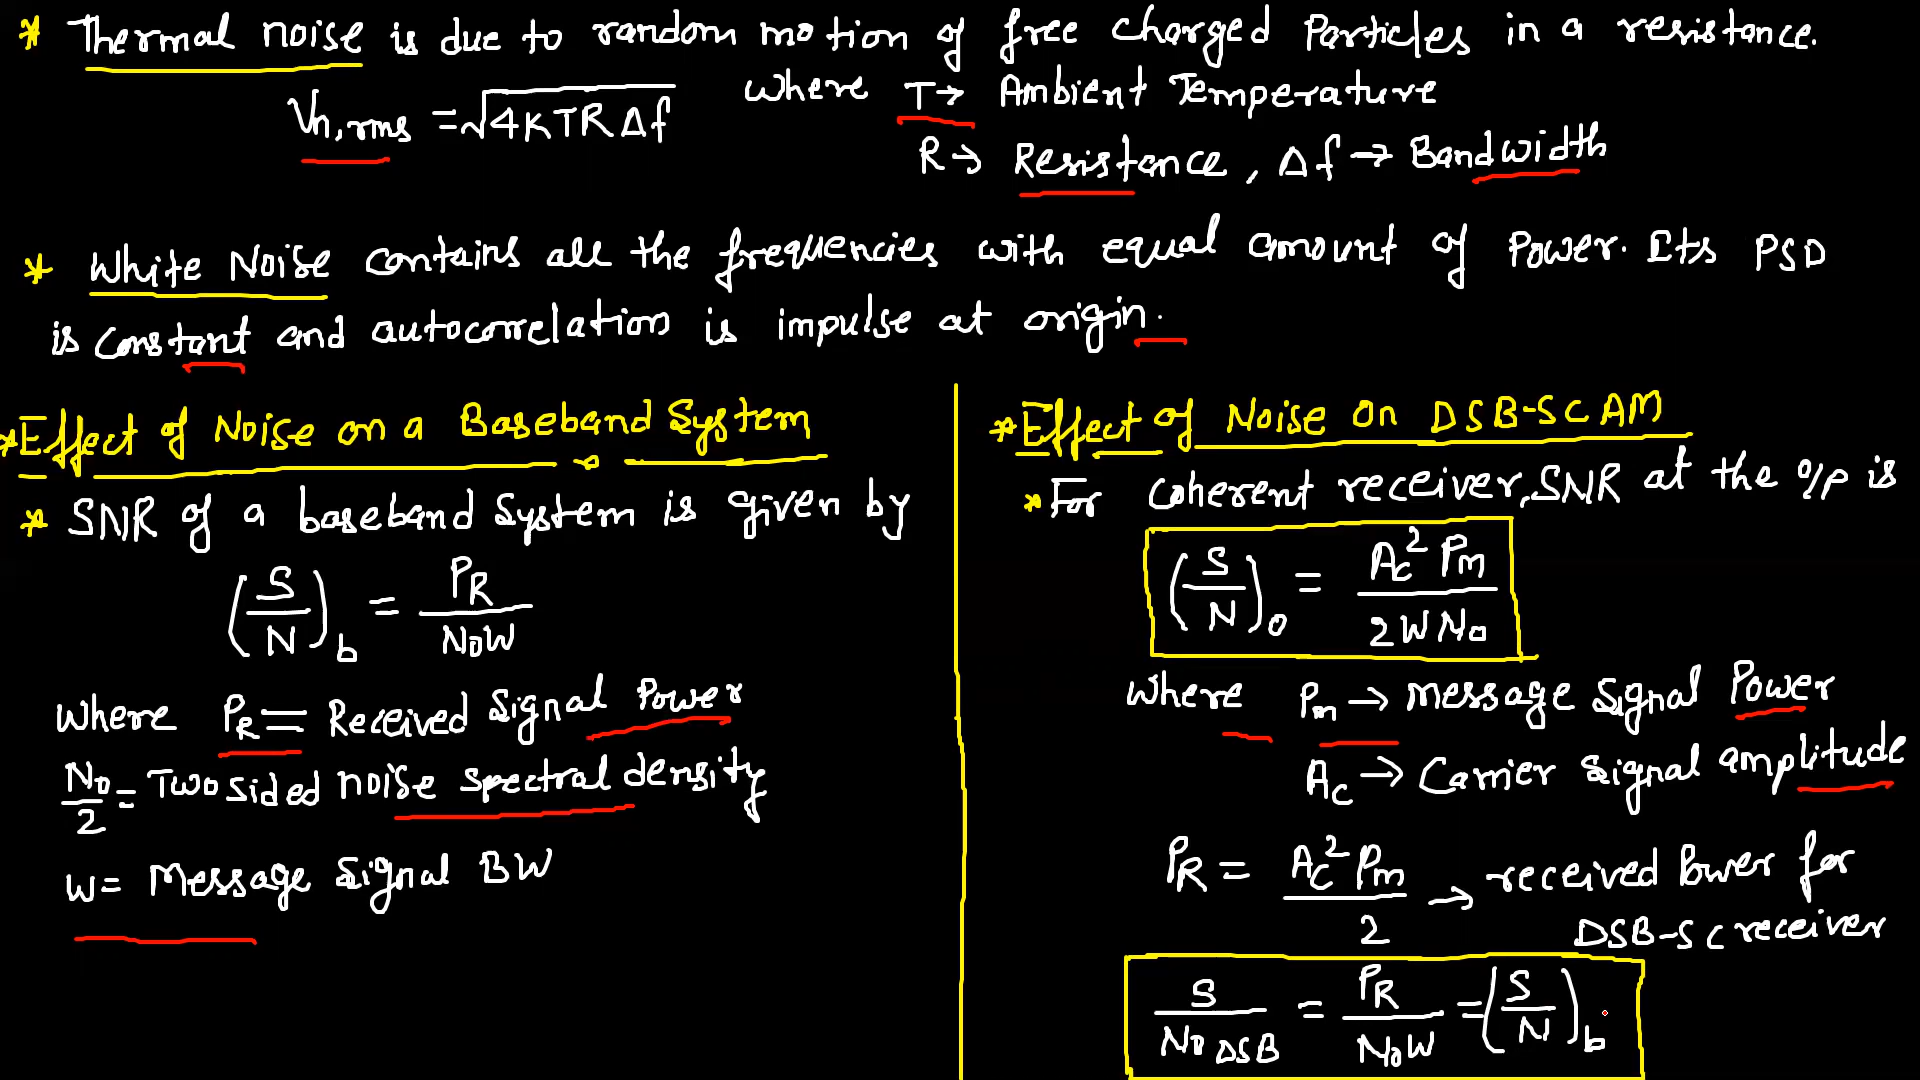 * Thermal noise is due to random motion of free charged particles in a resistance.
Vn,rms = √4KTRΔf where T → Ambient Temperature
R → Resistance, Δf → Bandwidth
* White Noise contains all the frequencies with equal amount of Power. Its PSD
is constant and autocorrelation is impulse at origin.
* Effect of Noise on a Baseband System
* SNR of a baseband system is given by
(S/N)b = PR/N0W
Where PR = Received Signal Power
N0/2 = Two sided noise spectral density
W = Message Signal BW
* Effect of Noise on DSB-SC AM
* For coherent receiver, SNR at the o/p is
(S/N)0 = Ac² Pm/2WN0
where Pm → message signal Power
Ac → Carrier signal amplitude
PR = Ac² Pm/2 → received Power for
DSB-SC receiver
S/N0 DSB = PR/N0W = (S/N)b